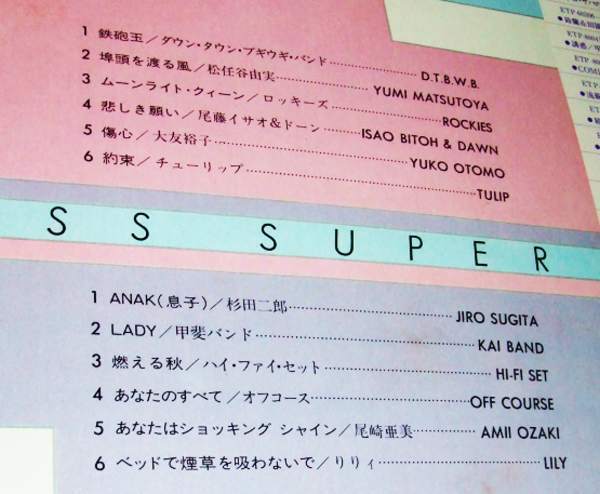 1 鉄砲玉／ダウン・タウン・ブギウギ・バンド……D.T.B.W.B.
2 埠頭を渡る風／松任谷由実……YUMI MATSUTOYA
3 ムーンライト・クィーン／ロッキーズ……ROCKIES
4 悲しき願い／尾藤イサオ&ドーン……ISAO BITOH & DAWN
5 傷心／大友裕子……YUKO OTOMO
6 約束／チューリップ……TULIP
SS SUPER
1 ANAK（息子）／杉田二郎……JIRO SUGITA
2 LADY／甲斐バンド……KAI BAND
3 燃える秋／ハイ・ファイ・セット……HI-FI SET
4 あなたのすべて／オフコース……OFF COURSE
5 あなたはショッキング シャイン／尾崎亜美……AMII OZAKI
6 ベッドで煙草を吸わないで／りりィ……LILY